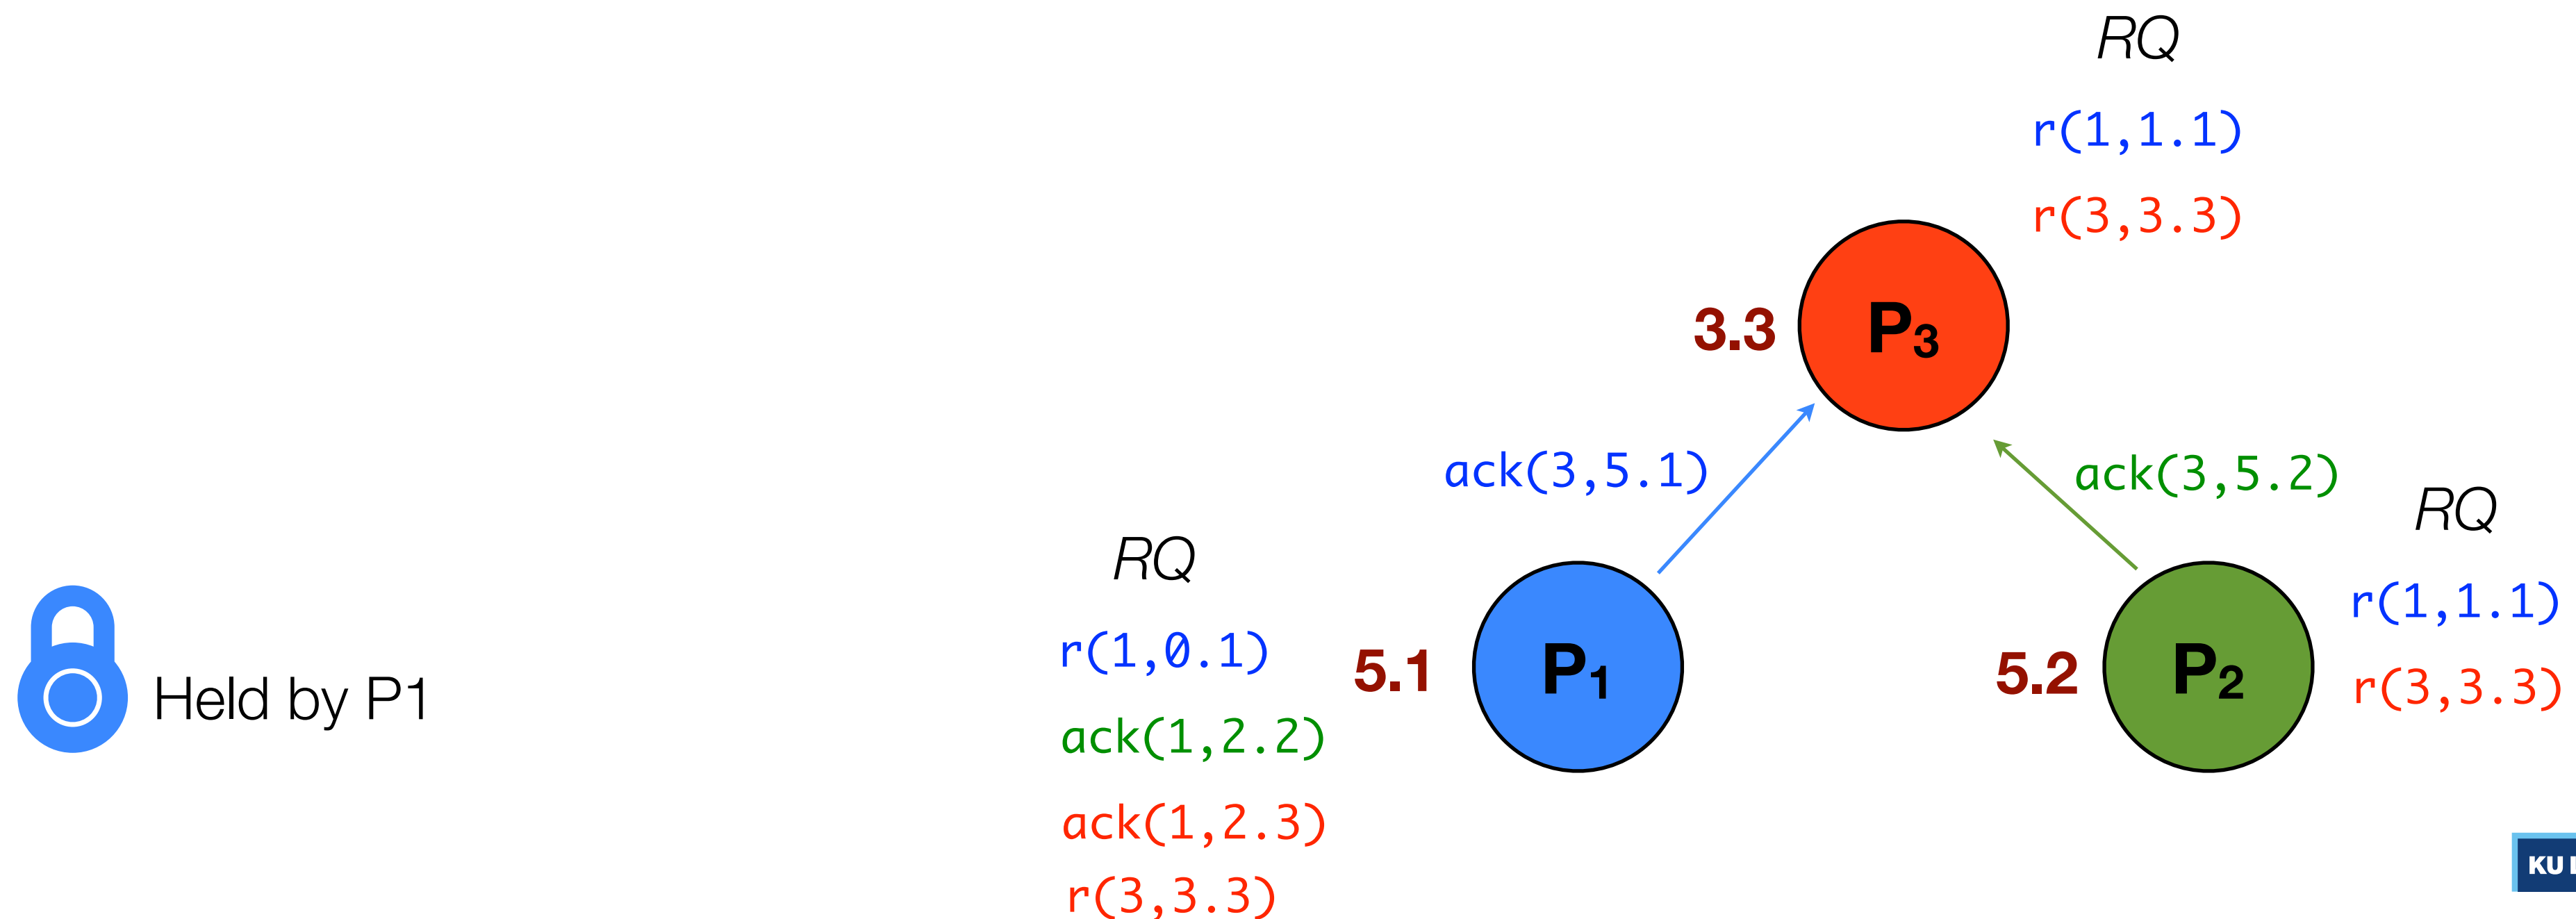 RQ
r(1,1.1)
r(3,3.3)
3.3
P₃
ack(3,5.1)
ack(3,5.2)
RQ
r(1,0.1)
ack(1,2.2)
ack(1,2.3)
r(3,3.3)
5.1
P₁
5.2
P₂
RQ
r(1,1.1)
r(3,3.3)
Held by P1
KU